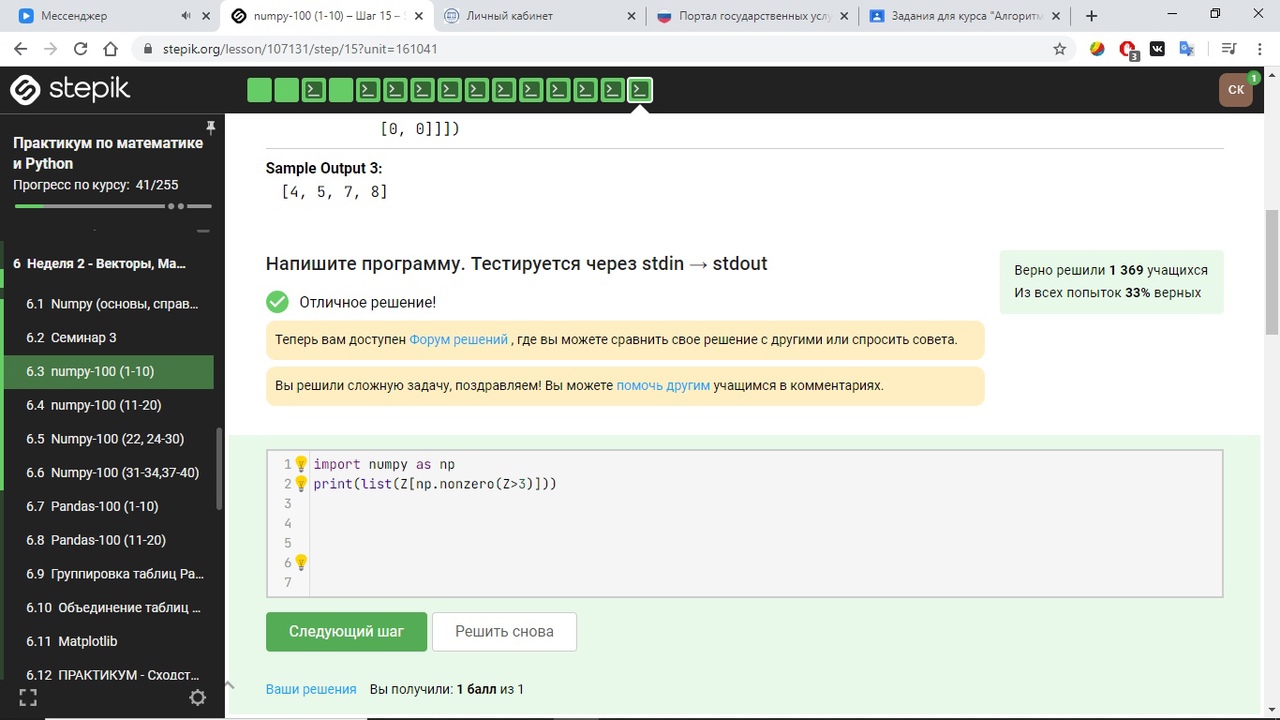 Мессенджер
numpy-100 (1-10) – Шаг 15 –
Личный кабинет
Портал государственных усл
Задания для курса "Алгоритм
stepik.org/lesson/107131/step/15?unit=161041
3
stepik
СК
1
Практикум по математике
и Python
Прогресс по курсу: 41/255
6 Неделя 2 - Векторы, Ма...
6.1 Numpy (основы, справ...
6.2 Семинар 3
6.3 numpy-100 (1-10)
6.4 numpy-100 (11-20)
6.5 Numpy-100 (22, 24-30)
6.6 Numpy-100 (31-34,37-40)
6.7 Pandas-100 (1-10)
6.8 Pandas-100 (11-20)
6.9 Группировка таблиц Pa...
6.10 Объединение таблиц ...
6.11 Matplotlib
6.12 ПРАКТИКУМ - Сходст...
[0, 0]]])
Sample Output 3:
[4, 5, 7, 8]
Напишите программу. Тестируется через stdin → stdout
Верно решили 1 369 учащихся
Из всех попыток 33% верных
Отличное решение!
Теперь вам доступен Форум решений , где вы можете сравнить свое решение с другими или спросить совета.
Вы решили сложную задачу, поздравляем! Вы можете помочь другим учащимся в комментариях.
1 import numpy as np
2 print(list(Z[np.nonzero(Z>3)]))
3
4
5
6
7
Следующий шаг
Решить снова
Ваши решения Вы получили: 1 балл из 1